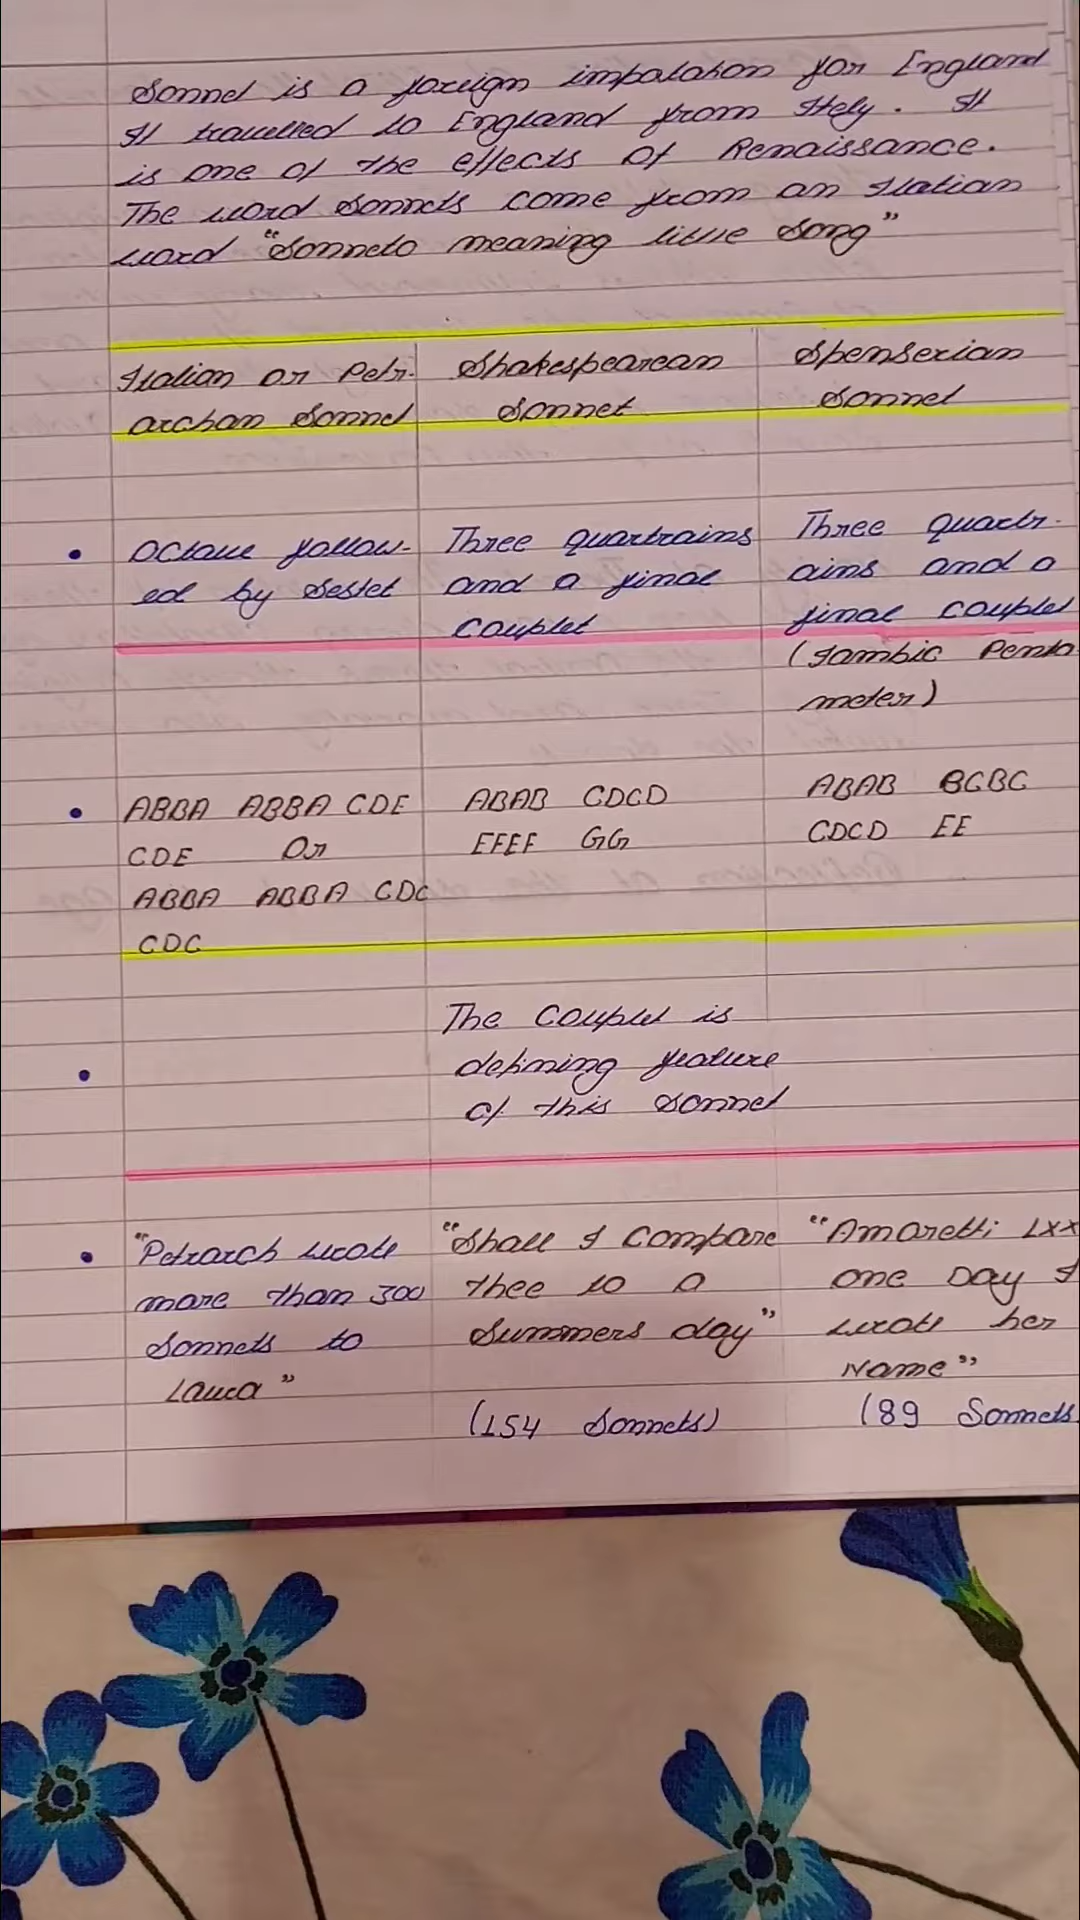 Sonnet is a foreign impotation for England
It travelled to England from Itely. It
is one of the effects of Renaissance.
The word Sonnets come from an Italian
word "Sonneto meaning little Song"
Italian or Petr-
archan Sonnet
Octave follow-
ed by Sestet
ABBA ABBA CDE
CDE Or
ABBA ABBA CDC
CDC
"Petrarch wrote
more than 300
Sonnets to
Laura"
Shakespearean
Sonnet
Three quartrains
and a final
Couplet
ABAB CDCD
EFEF GG
The Couplet is
defining feature
of this Sonnet
"Shall I Compare
thee to a
Summers day"
(154 Sonnets)
Spenserian
Sonnet
Three quartr-
ains and a
final Couplet
(Iambic Penta
meter)
ABAB BCBC
CDCD EE
"Amoretti LXX
One Day I
wrote her
Name"
(89 Sonnets